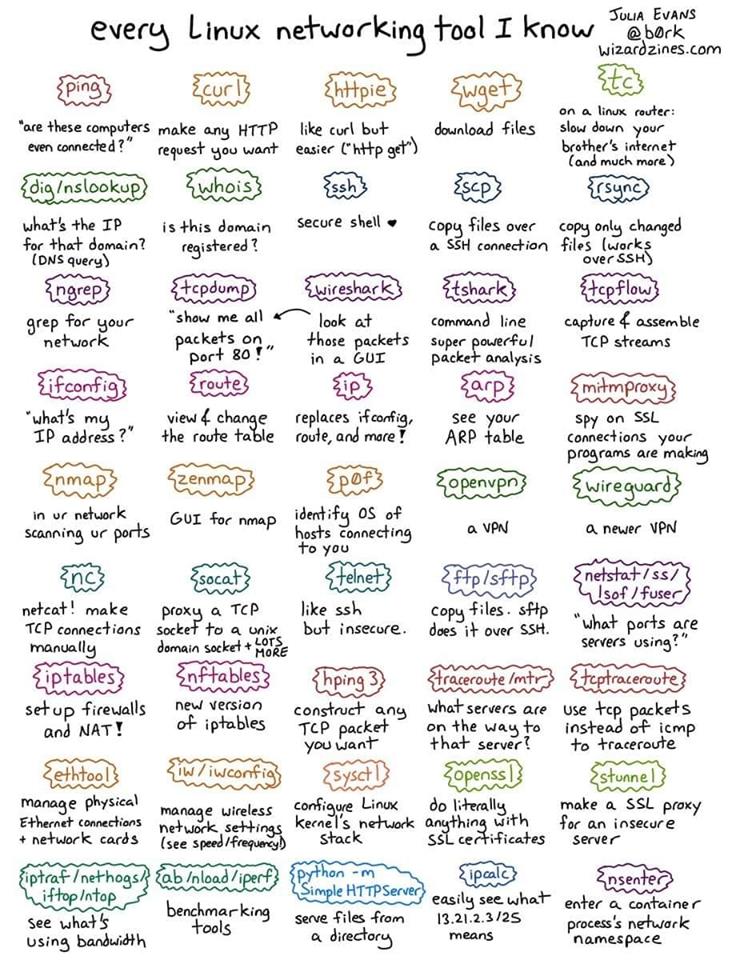 every Linux networking tool I know
JULIA EVANS
@b0rk
wizardzines.com
ping
"are these computers
even connected?"
curl
make any HTTP
request you want
httpie
like curl but
easier ("http get")
wget
download files
tc
on a linux router:
slow down your
brother's internet
(and much more)
dig/nslookup
what's the IP
for that domain?
(DNS query)
whois
is this domain
registered?
ssh
secure shell ♥
scp
copy files over
a SSH connection
rsync
copy only changed
files (works
over SSH)
ngrep
grep for your
network
tcpdump
"show me all
packets on
port 80!"
wireshark
look at
those packets
in a GUI
tshark
command line
super powerful
packet analysis
tcpflow
capture & assemble
TCP streams
ifconfig
"what's my
IP address?"
route
view & change
the route table
ip
replaces ifconfig,
route, and more!
arp
see your
ARP table
mitmproxy
spy on SSL
connections your
programs are making
nmap
in ur network
scanning ur ports
zenmap
GUI for nmap
p0f
identify OS of
hosts connecting
to you
openvpn
a VPN
wireguard
a newer VPN
nc
netcat! make
TCP connections
manually
socat
proxy a TCP
socket to a unix
domain socket + LOTS
MORE
telnet
like ssh
but insecure.
ftp/sftp
copy files. sftp
does it over SSH.
netstat/ss/
lsof/fuser
"what ports are
servers using?"
iptables
set up firewalls
and NAT!
nftables
new version
of iptables
hping3
construct any
TCP packet
you want
traceroute/mtr
what servers are
on the way to
that server?
tcptraceroute
use tcp packets
instead of icmp
to traceroute
ethtool
manage physical
Ethernet connections
+ network cards
iw/iwconfig
manage wireless
network settings
(see speed/frequency!)
sysctl
configure Linux
kernel's network
stack
openssl
do literally
anything with
SSL certificates
stunnel
make a SSL proxy
for an insecure
server
iptraf/nethogs/
iftop/ntop
see what's
using bandwidth
ab/nload/iperf
benchmarking
tools
python -m
SimpleHTTPServer
serve files from
a directory
ipcalc
easily see what
13.21.2.3/25
means
nsenter
enter a container
process's network
namespace